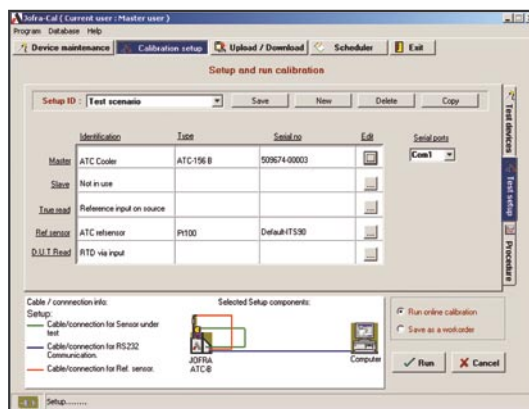 Jofra-Cal ( Current user : Master user )
Program Database Help
Device maintenance Calibration setup Upload / Download Scheduler Exit
Setup and run calibration
Setup ID : Test scenario Save New Delete Copy
Identification Type Serial no Edit Serial ports
Master ATC Cooler ATC-156 B 509674-00003 ... Com1
Slave Not in use ...
True read Reference input on source ...
Ref.sensor ATC refsensor Pt100 Default-ITS90 ...
D.U.T Read RTD via input ...
Test devices
Test setup
Procedure
Cable / connnection info: Selected Setup components:
Setup:
Cable/connection for Sensor under
test
Cable/connection for RS232
Communication.
Cable/connection for Ref. sensor.
JOFRA
ATC-B
Computer
Run online calibration
Save as a workorder
Run Cancel
Setup........